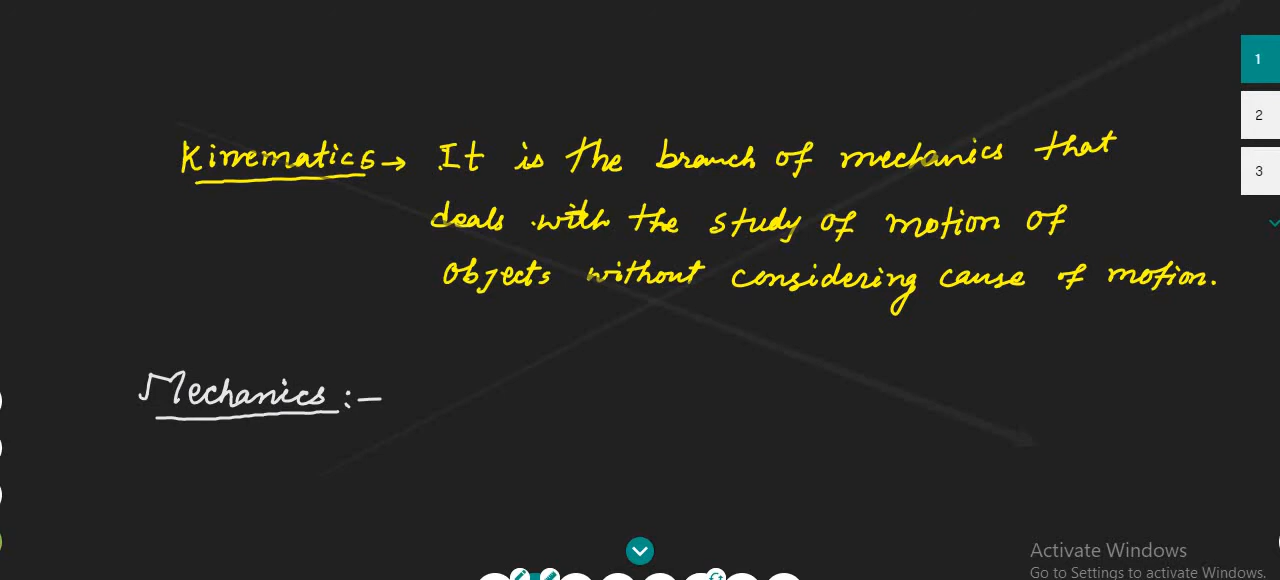 Kinematics → It is the branch of mechanics that
deals with the study of motion of
objects without considering cause of motion.
Mechanics :-
1
2
3
Activate Windows
Go to Settings to activate Windows.